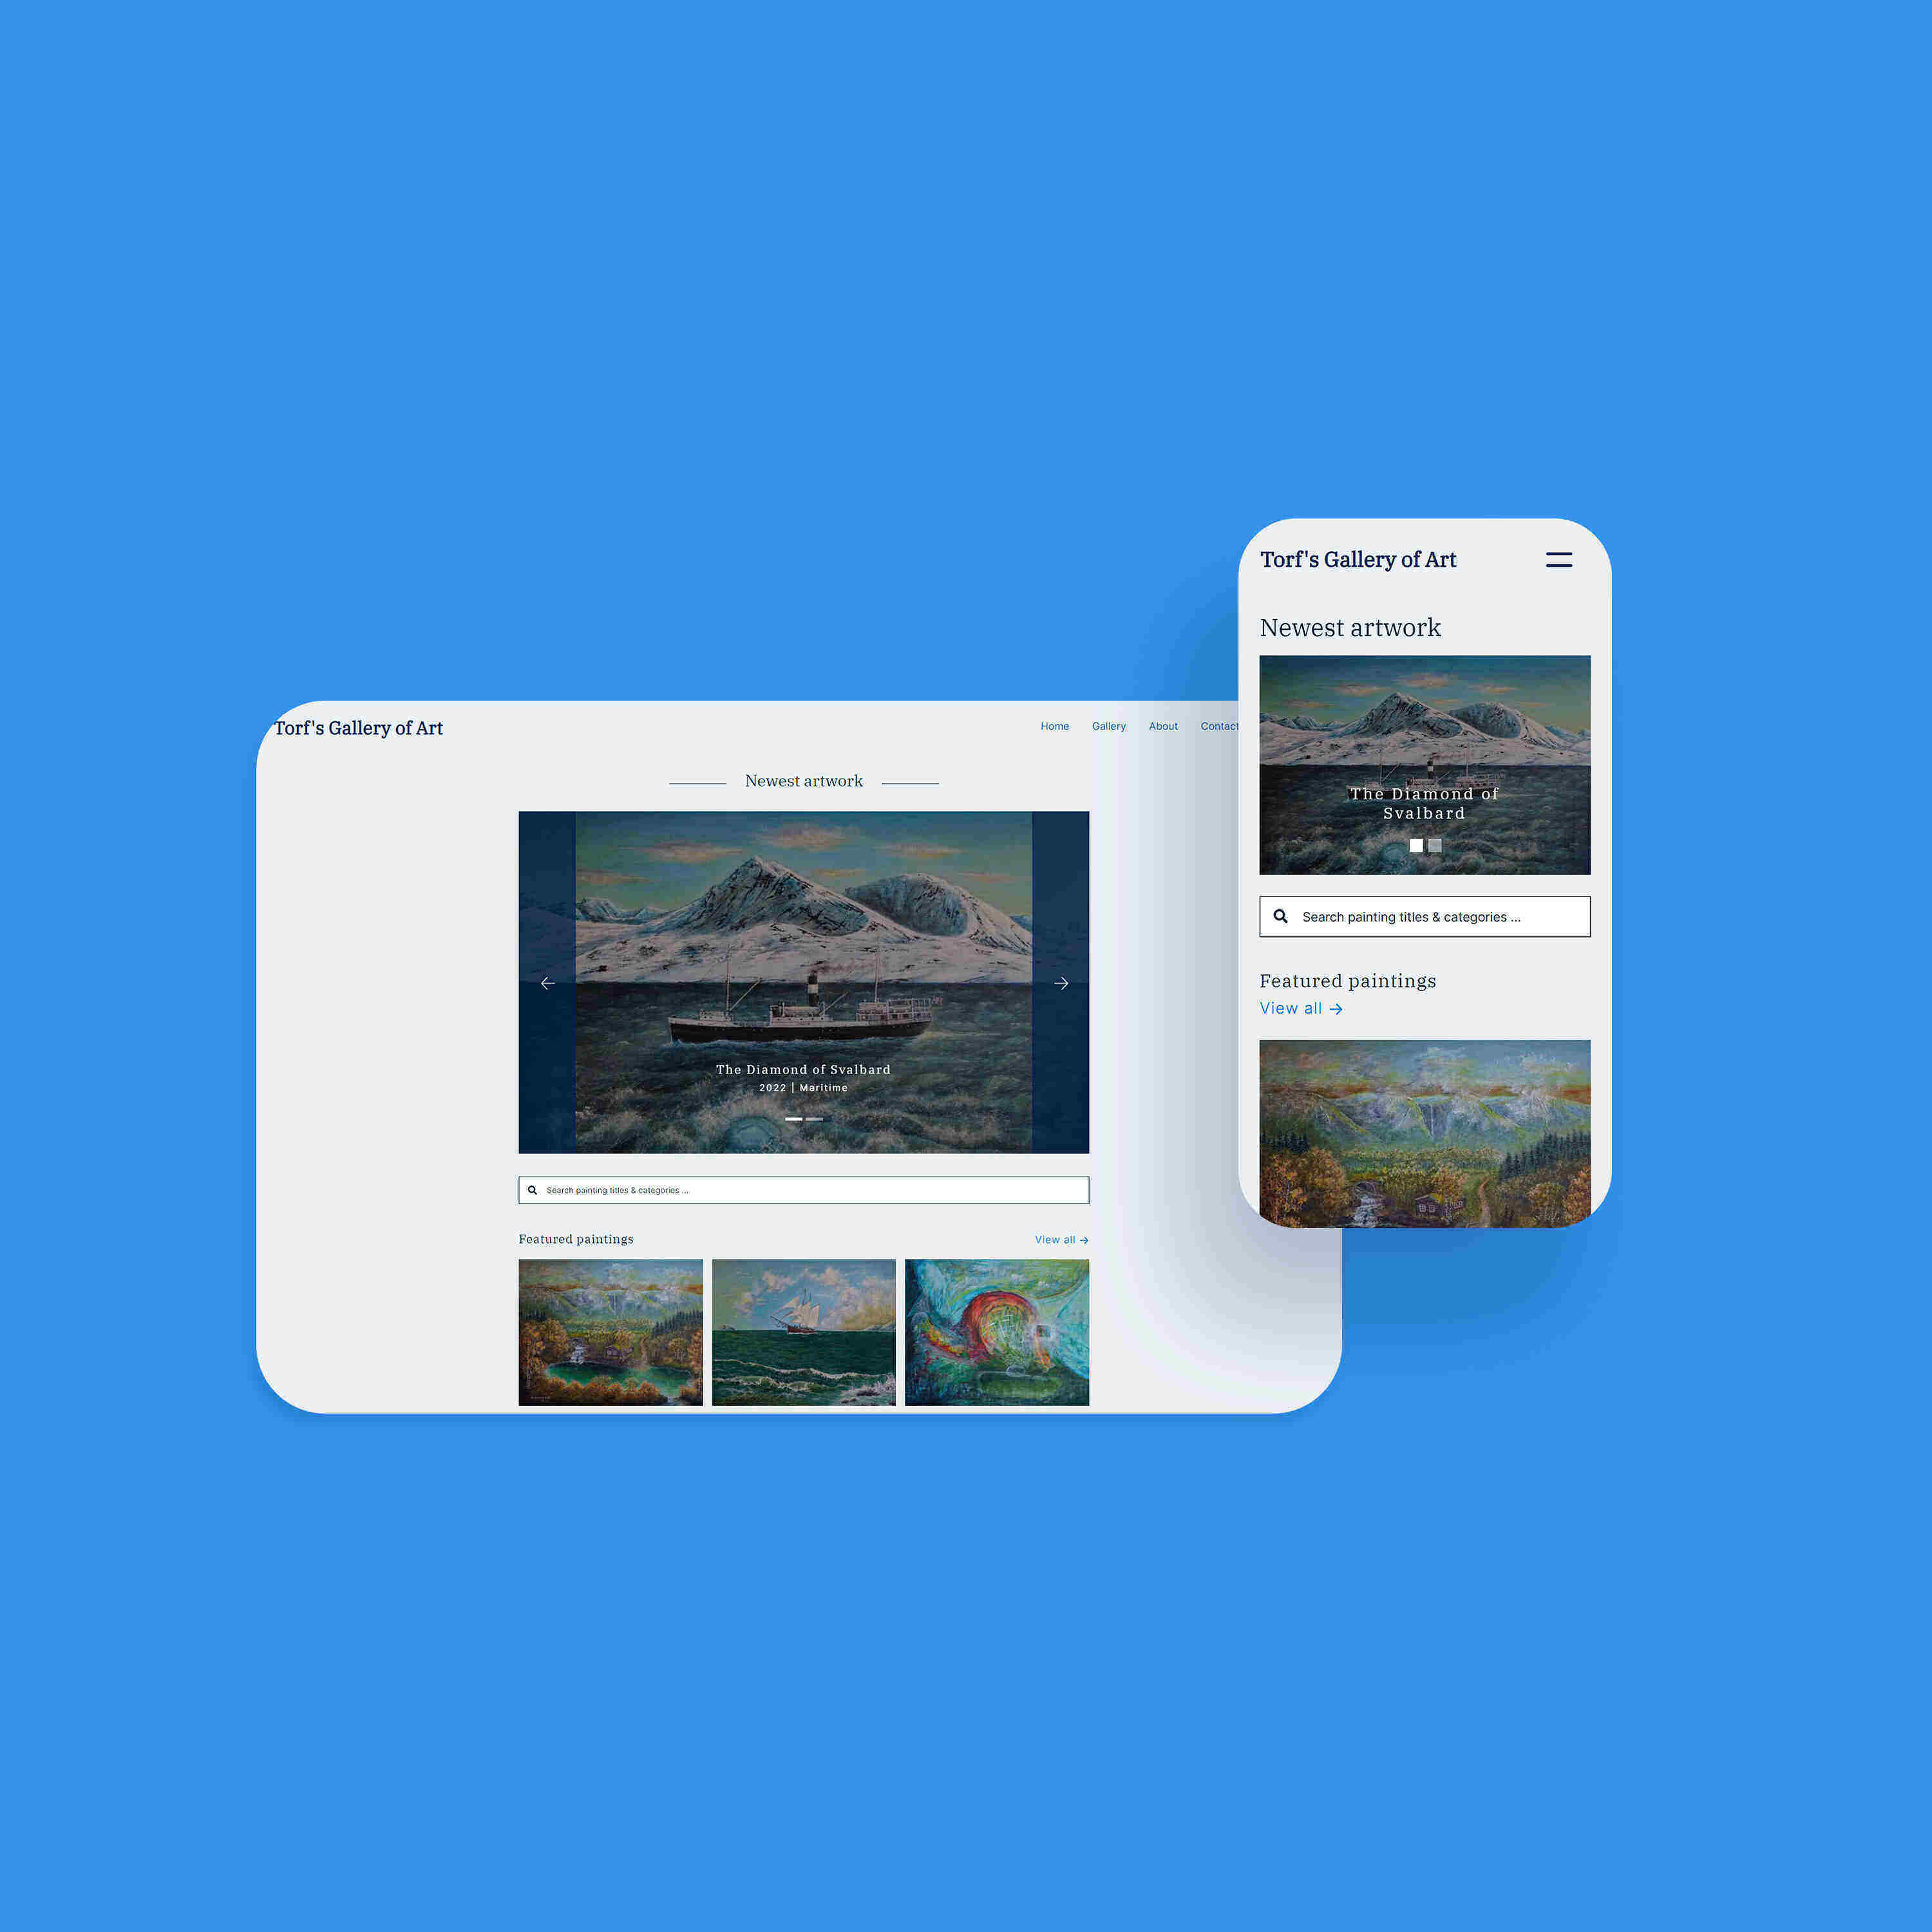 Torf's Gallery of Art
Home Gallery About Contact
Newest artwork
The Diamond of Svalbard
2022 | Maritime
Search painting titles & categories ...
Featured paintings
View all →
Torf's Gallery of Art
Newest artwork
The Diamond of
Svalbard
Search painting titles & categories ...
Featured paintings
View all →